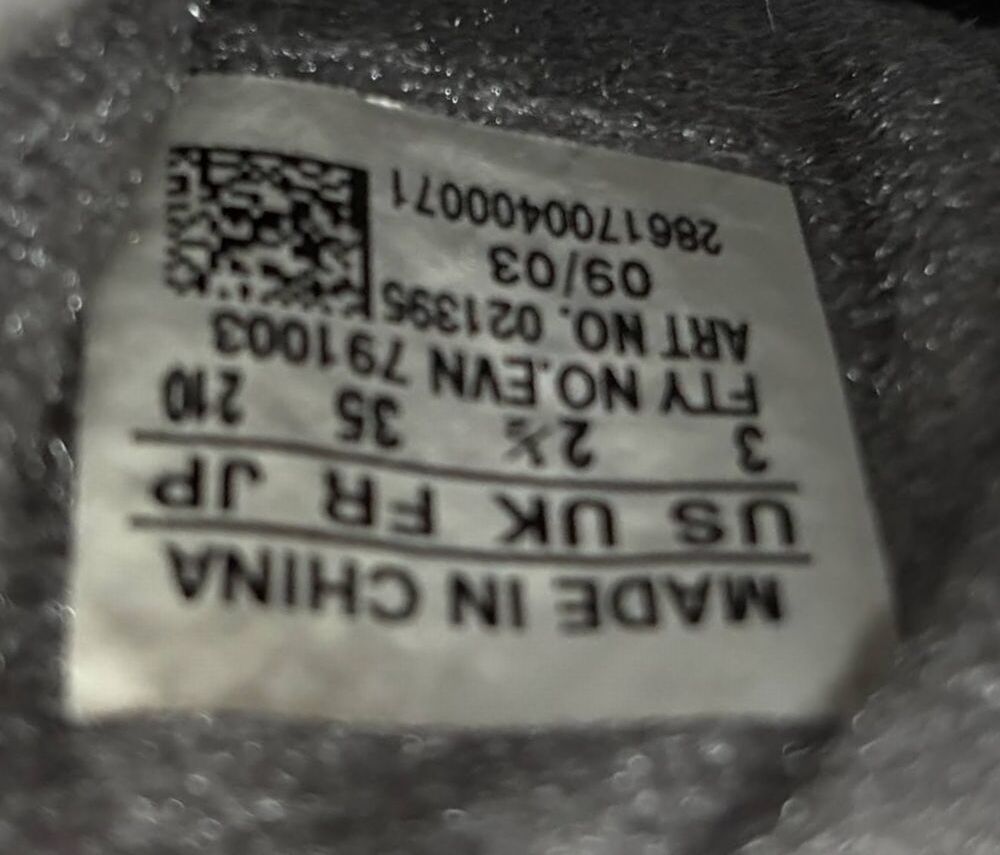 MADE IN CHINA
US UK FR JP
3 2½ 35 210
FTY NO.EVN 791003
ART NO. 021395
09/03
2861700400071